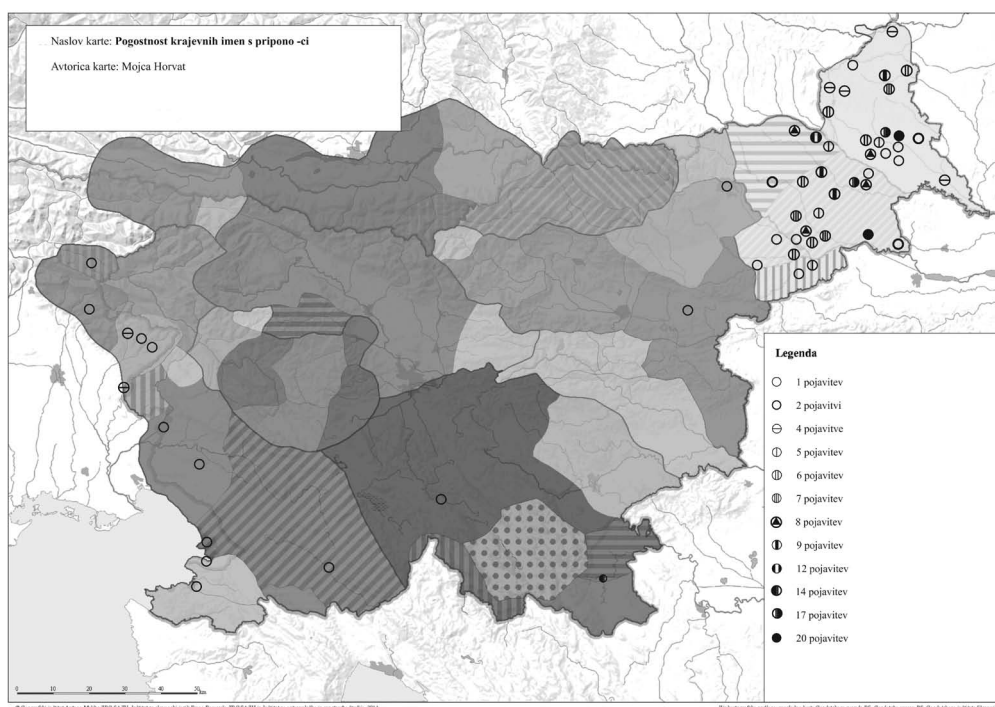 Naslov karte: Pogostnost krajevnih imen s pripono -ci
Avtorica karte: Mojca Horvat
Legenda
1 pojavitev
2 pojavitvi
4 pojavitve
5 pojavitev
6 pojavitev
7 pojavitev
8 pojavitev
9 pojavitev
12 pojavitev
14 pojavitev
17 pojavitev
20 pojavitev
0 10 20 30 40 50
km